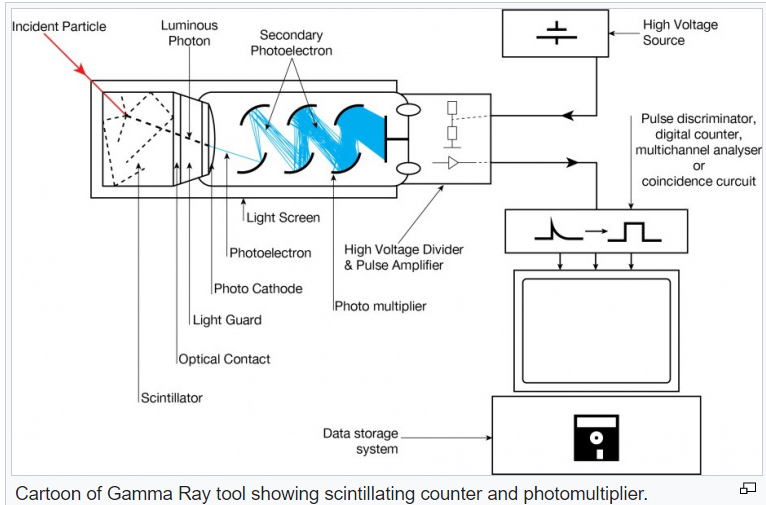 Incident Particle
Luminous
Photon
Secondary
Photoelectron
High Voltage
Source
Pulse discriminator,
digital counter,
multichannel analyser
or
coincidence curcuit
Light Screen
Photoelectron
High Voltage Divider
& Pulse Amplifier
Photo Cathode
Photo multiplier
Light Guard
Optical Contact
Scintillator
Data storage
system
Cartoon of Gamma Ray tool showing scintillating counter and photomultiplier.